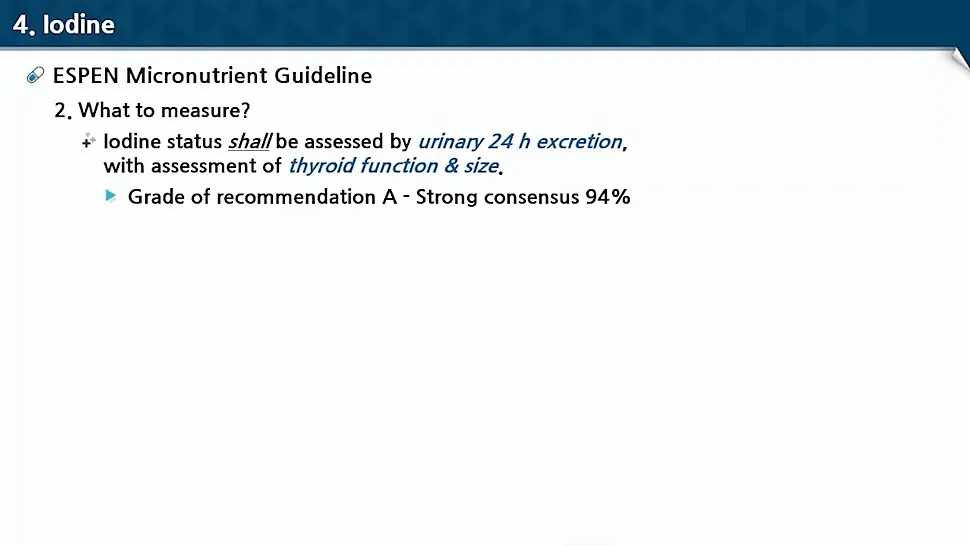 4. Iodine
ESPEN Micronutrient Guideline
2. What to measure?
Iodine status shall be assessed by urinary 24 h excretion,
with assessment of thyroid function & size.
Grade of recommendation A - Strong consensus 94%